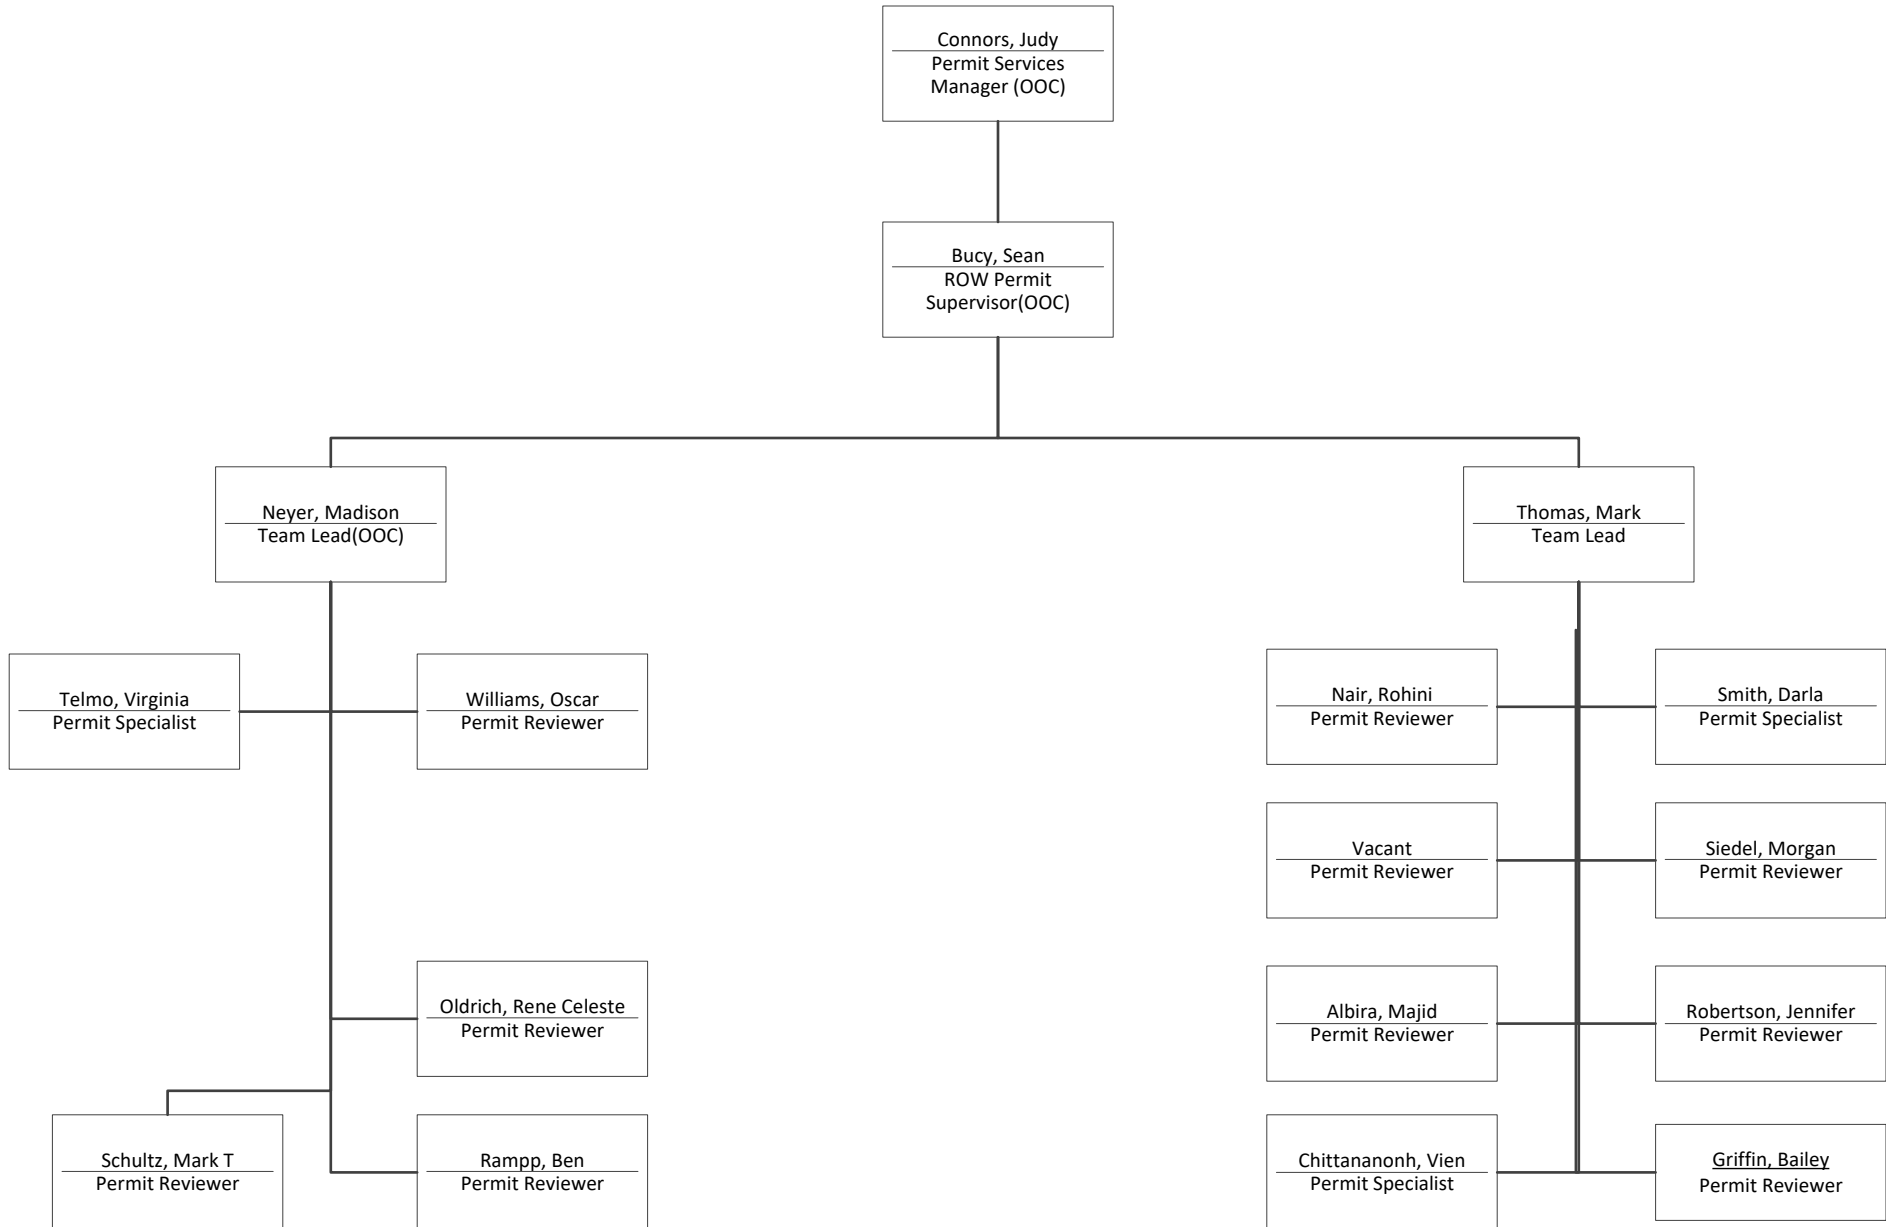 Connors, Judy
Permit Services
Manager (OOC)
Bucy, Sean
ROW Permit
Supervisor(OOC)
Neyer, Madison
Team Lead(OOC)
Thomas, Mark
Team Lead
Telmo, Virginia
Permit Specialist
Williams, Oscar
Permit Reviewer
Nair, Rohini
Permit Reviewer
Smith, Darla
Permit Specialist
Vacant
Permit Reviewer
Siedel, Morgan
Permit Reviewer
Oldrich, Rene Celeste
Permit Reviewer
Albira, Majid
Permit Reviewer
Robertson, Jennifer
Permit Reviewer
Schultz, Mark T
Permit Reviewer
Rampp, Ben
Permit Reviewer
Chittananonh, Vien
Permit Specialist
Griffin, Bailey
Permit Reviewer